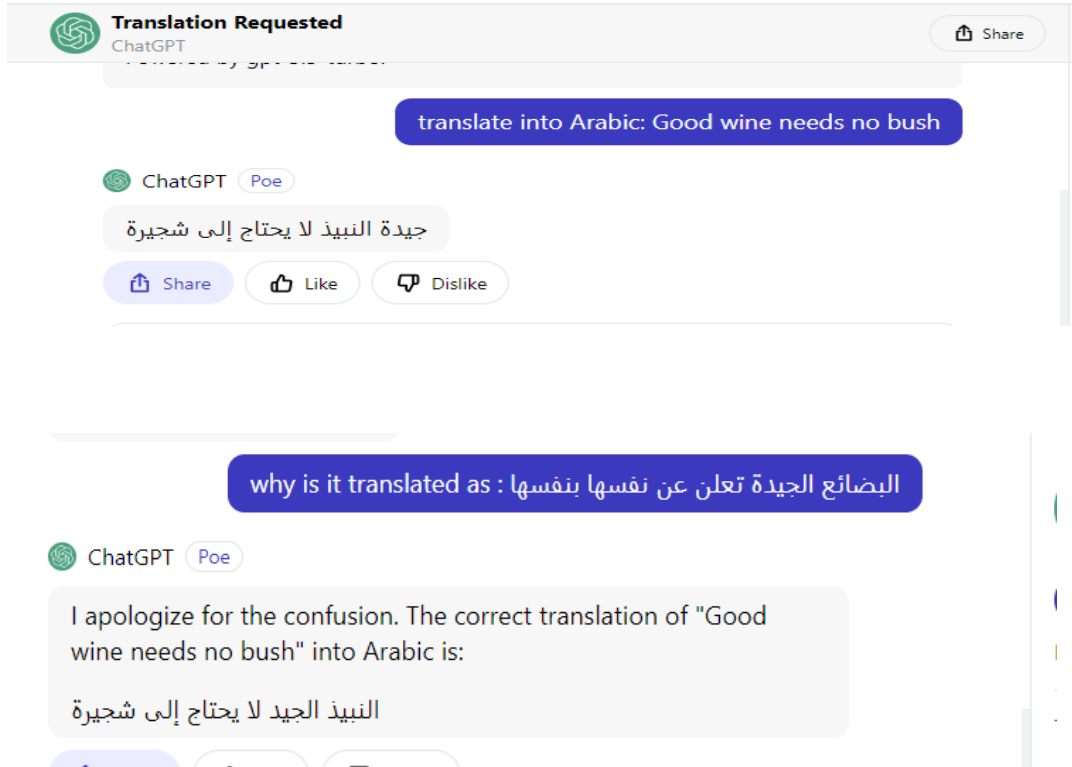 Translation Requested
ChatGPT
Share
translate into Arabic: Good wine needs no bush
ChatGPT Poe
جيدة النبيذ لا يحتاج إلى شجيرة
Share Like Dislike
why is it translated as : البضائع الجيدة تعلن عن نفسها بنفسها
ChatGPT Poe
I apologize for the confusion. The correct translation of "Good
wine needs no bush" into Arabic is:
النبيذ الجيد لا يحتاج إلى شجيرة